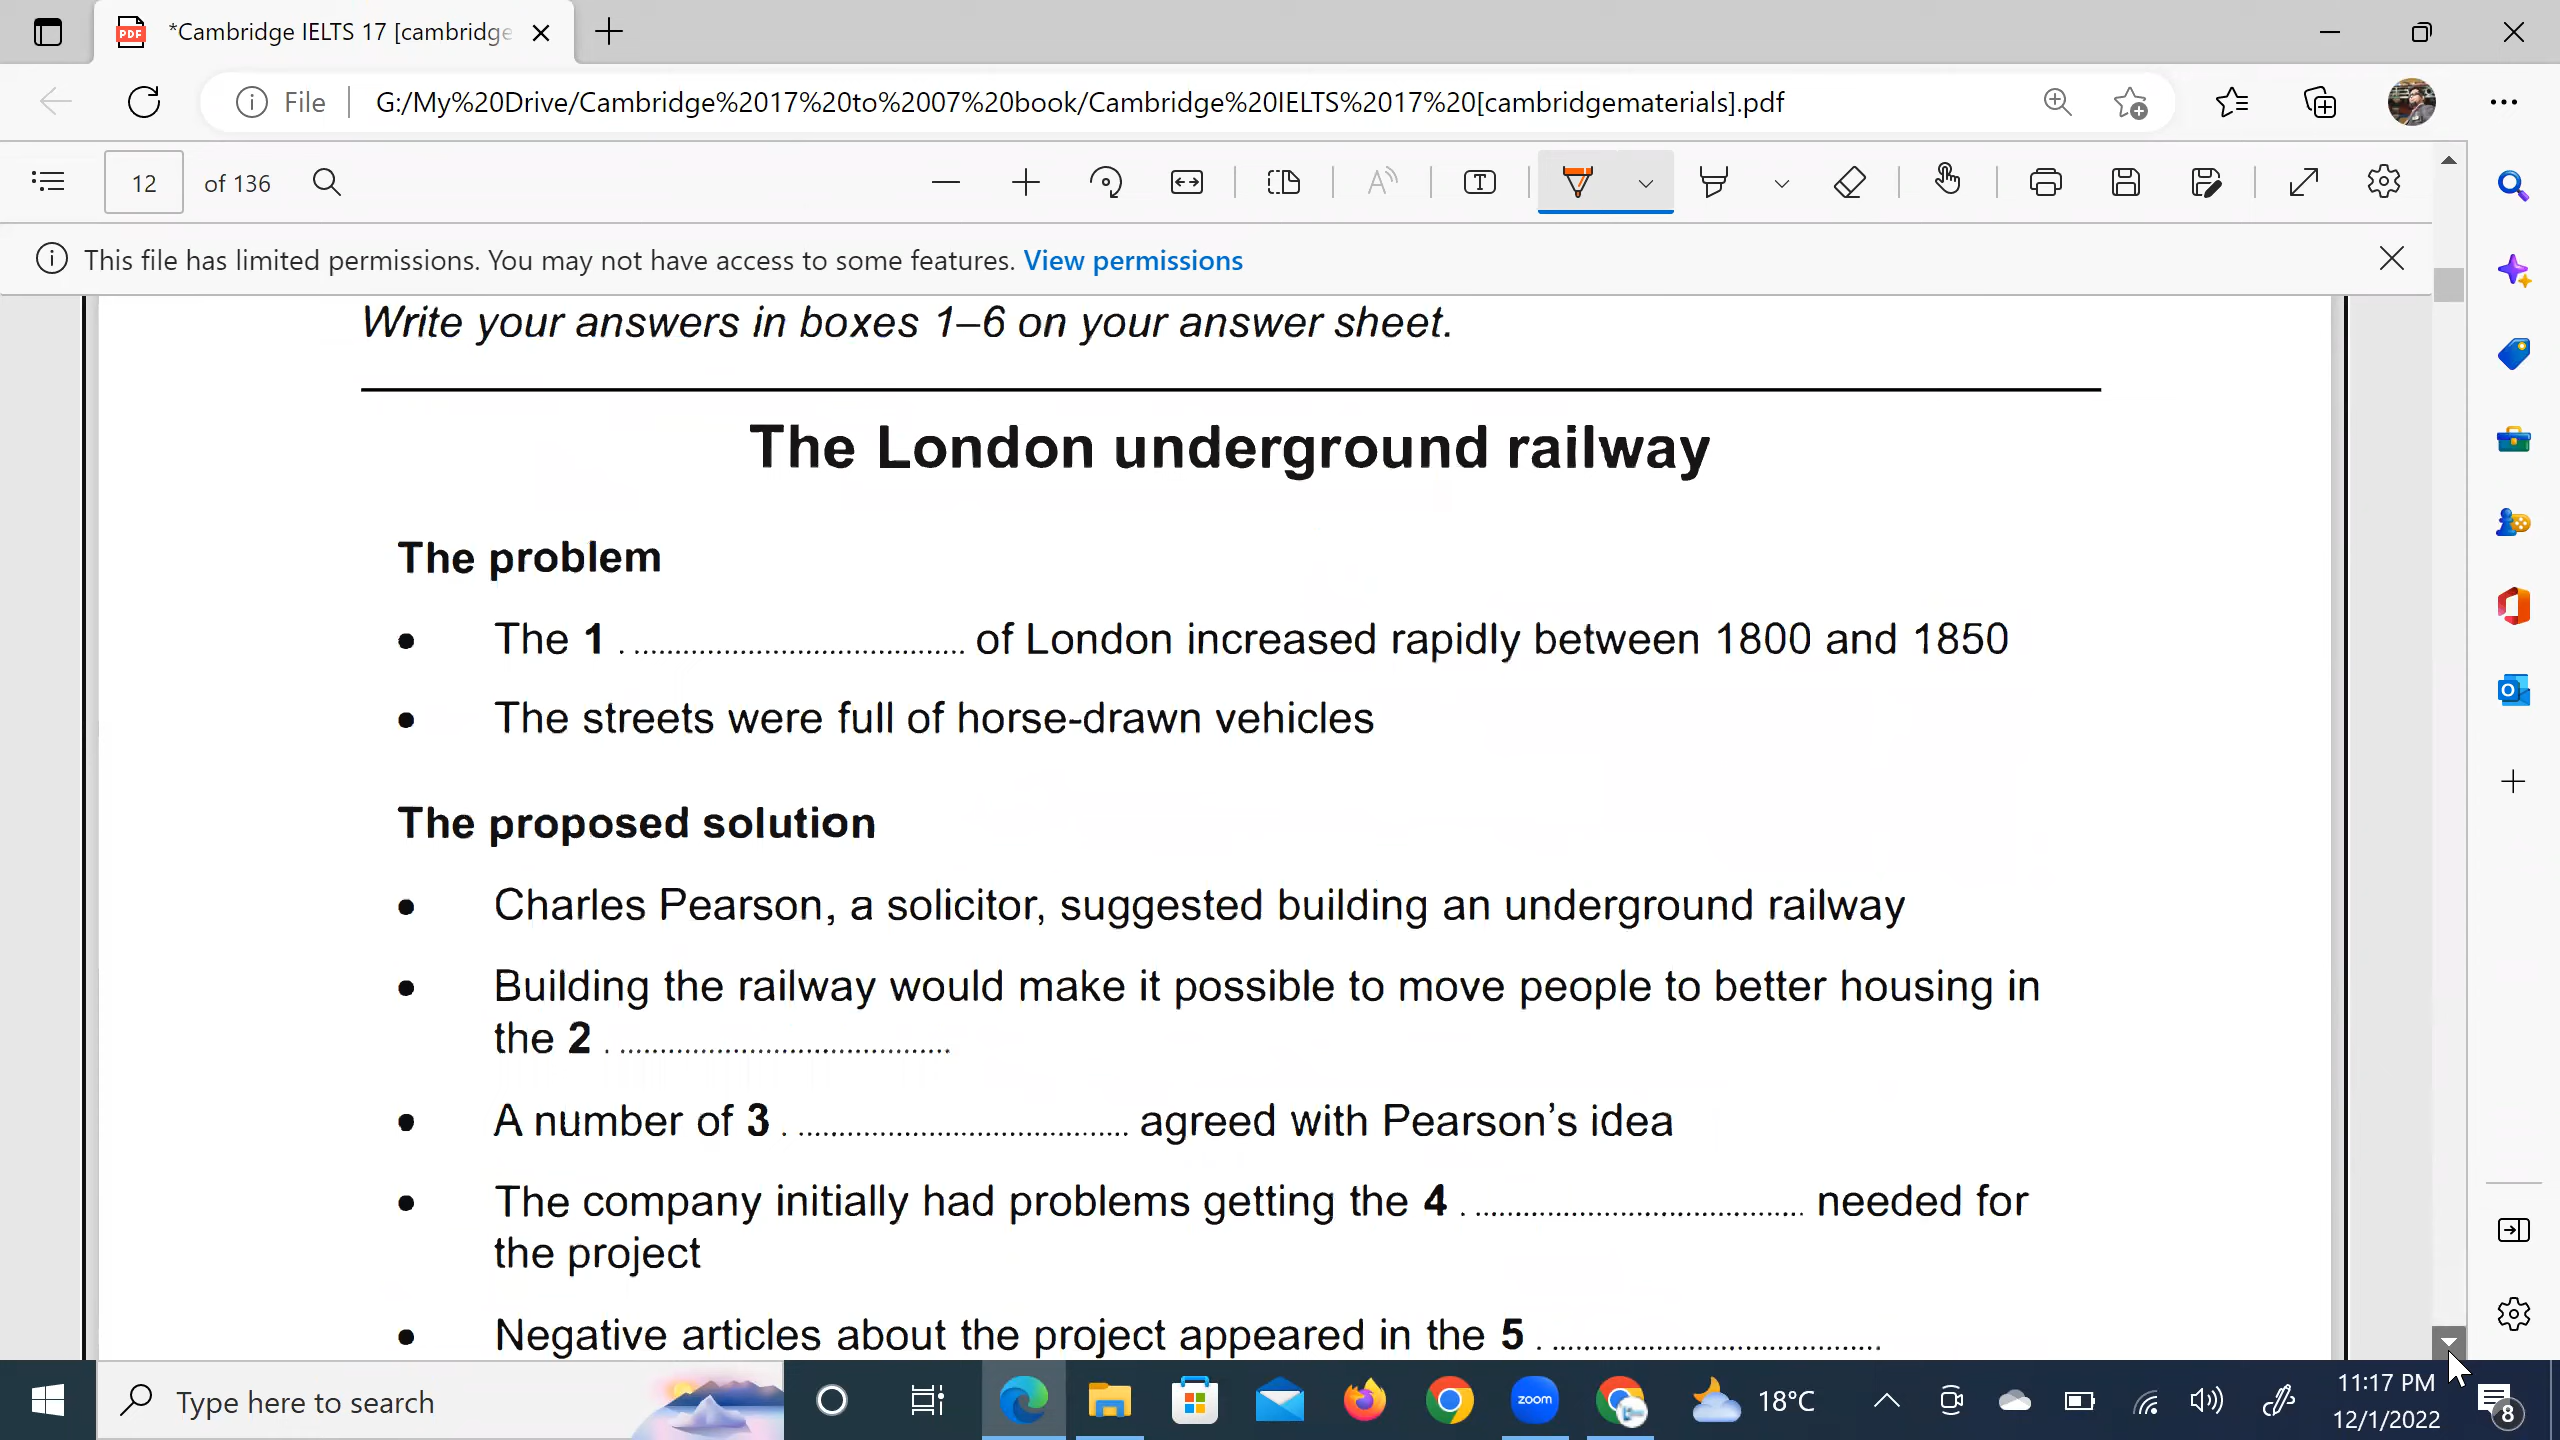 *Cambridge IELTS 17 [cambridge
File
G:/My%20Drive/Cambridge%2017%20to%2007%20book/Cambridge%20IELTS%2017%20[cambridgematerials].pdf
12 of 136
This file has limited permissions. You may not have access to some features. View permissions
Write your answers in boxes 1–6 on your answer sheet.
The London underground railway
The problem
• The 1 ........................................ of London increased rapidly between 1800 and 1850
• The streets were full of horse-drawn vehicles
The proposed solution
• Charles Pearson, a solicitor, suggested building an underground railway
• Building the railway would make it possible to move people to better housing in
the 2 ........................................
• A number of 3 ........................................ agreed with Pearson's idea
• The company initially had problems getting the 4 ........................................ needed for
the project
• Negative articles about the project appeared in the 5 ........................................
Type here to search
zoom
18°C
11:17 PM
12/1/2022
8